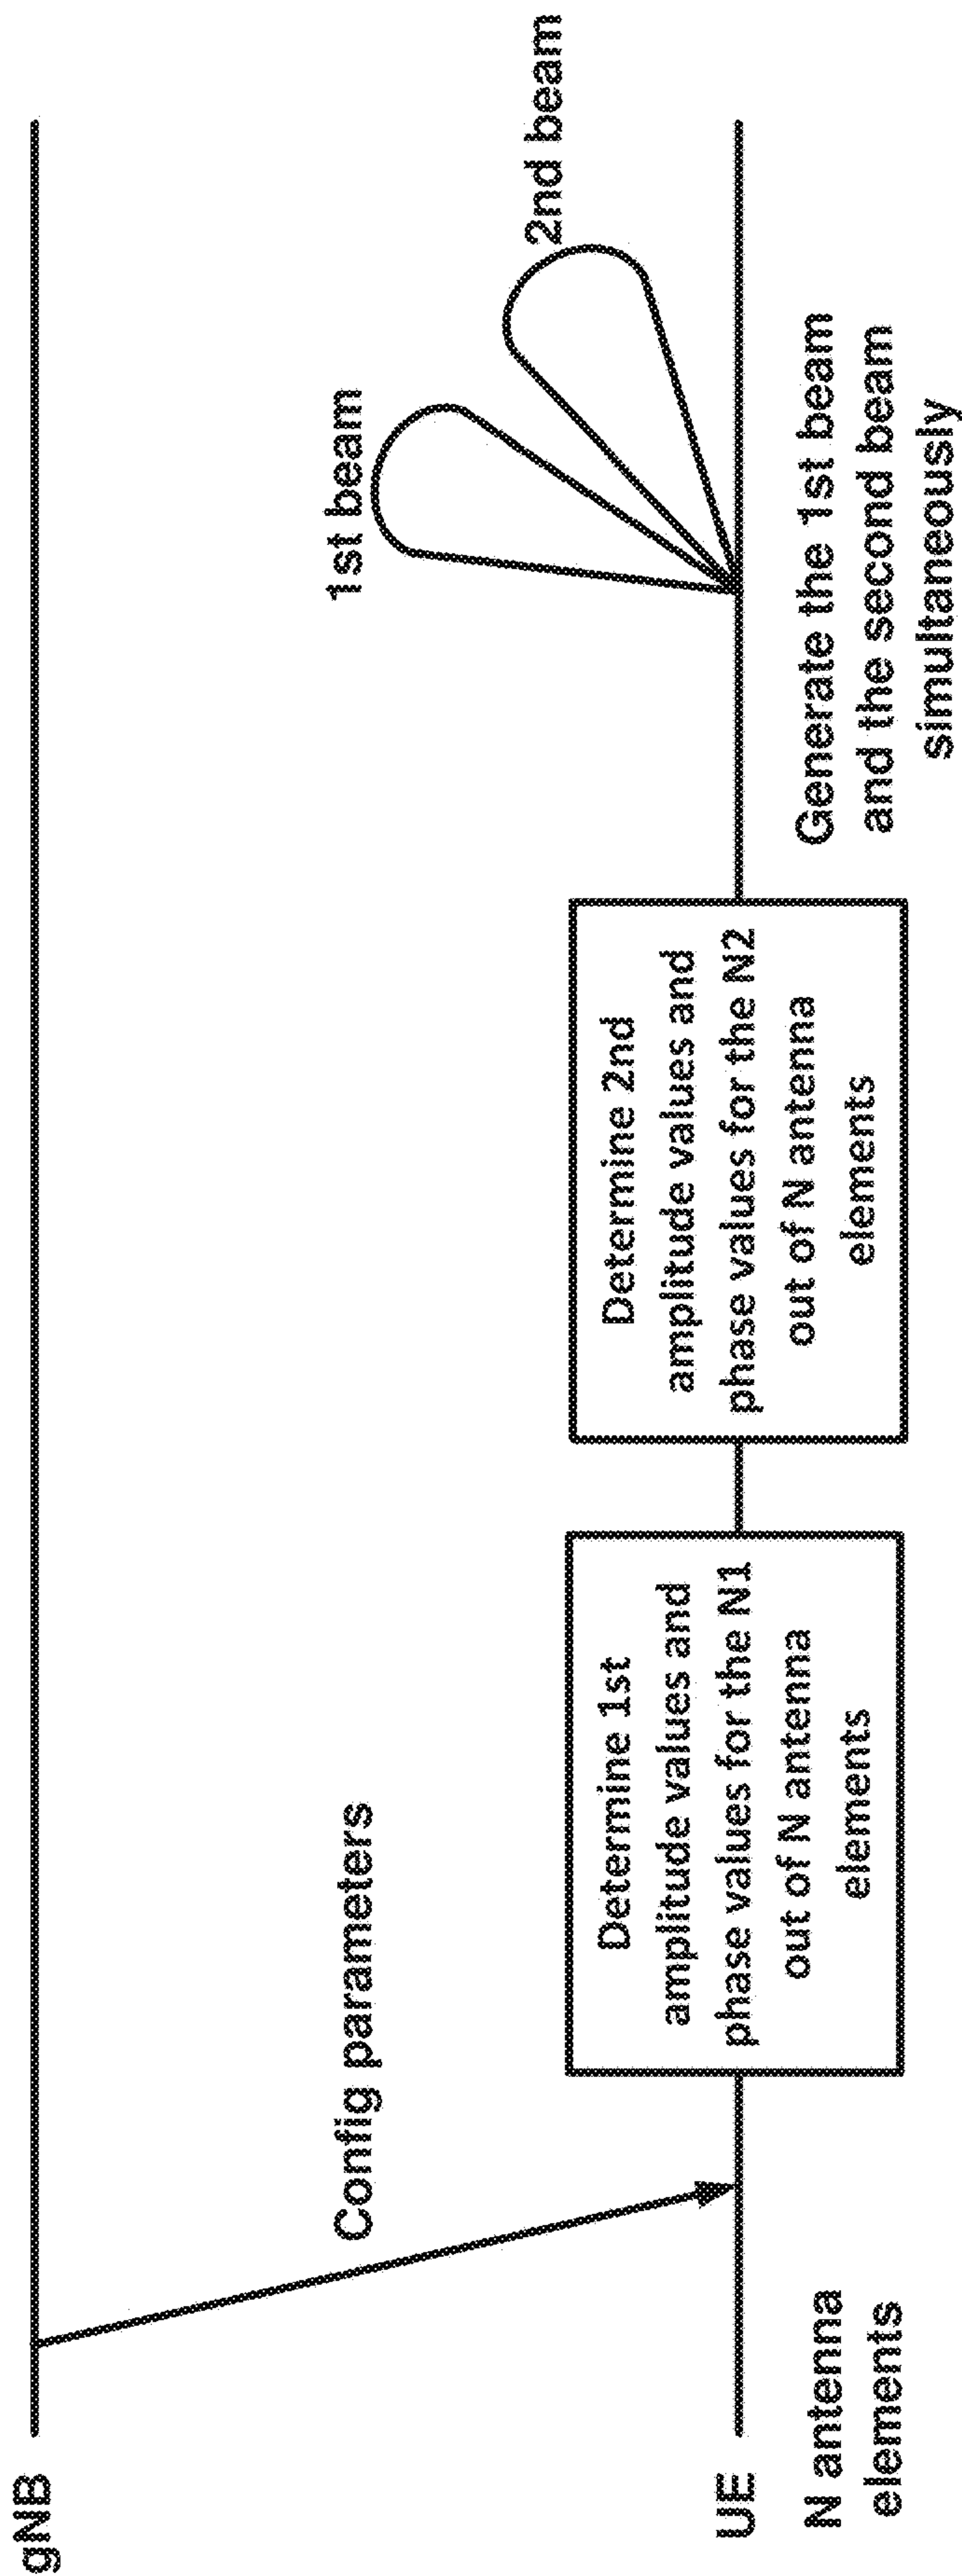 gNB
Config parameters
1st beam
2nd beam
UE
N antenna
elements
Determine 1st
amplitude values and
phase values for the N1
out of N antenna
elements
Determine 2nd
amplitude values and
phase values for the N2
out of N antenna
elements
Generate the 1st beam
and the second beam
simultaneously